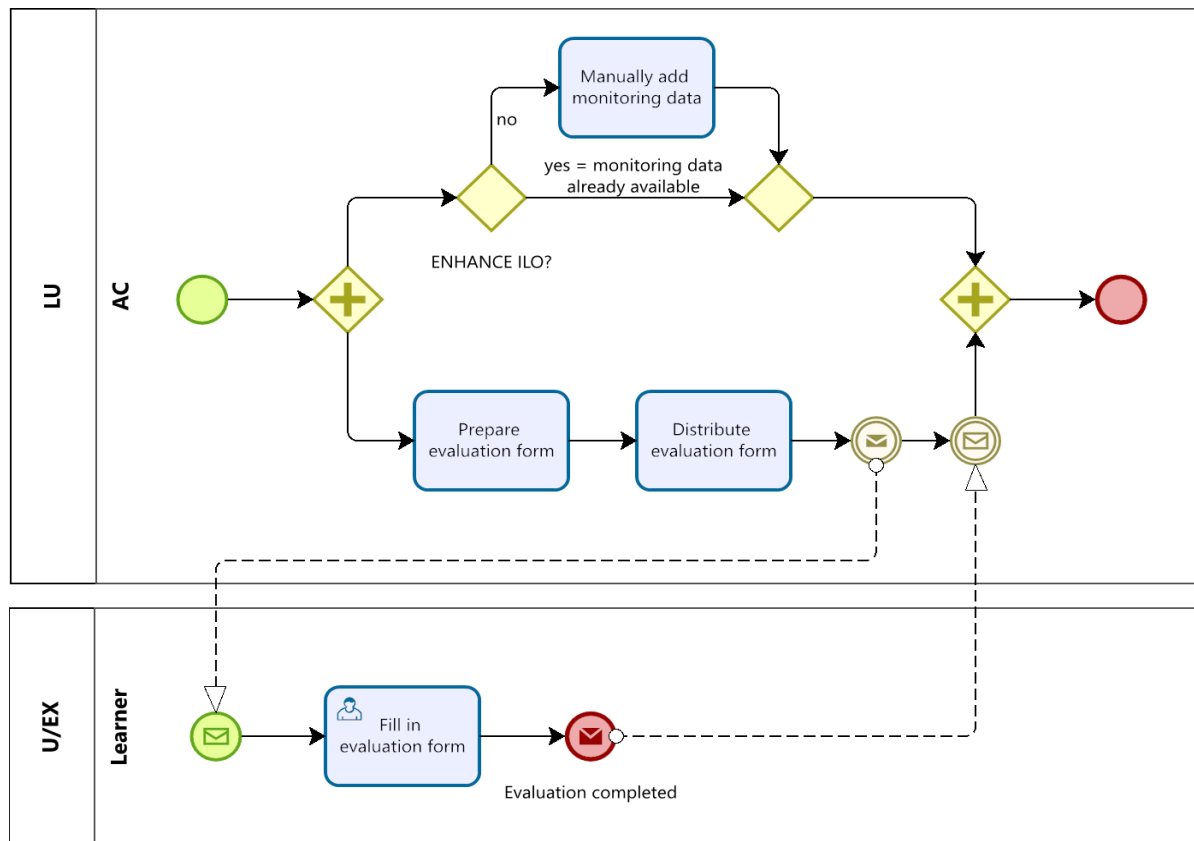 LU
AC
Manually add
monitoring data
no
yes = monitoring data
already available
ENHANCE ILO?
Prepare
evaluation form
Distribute
evaluation form
U/EX
Learner
Fill in
evaluation form
Evaluation completed